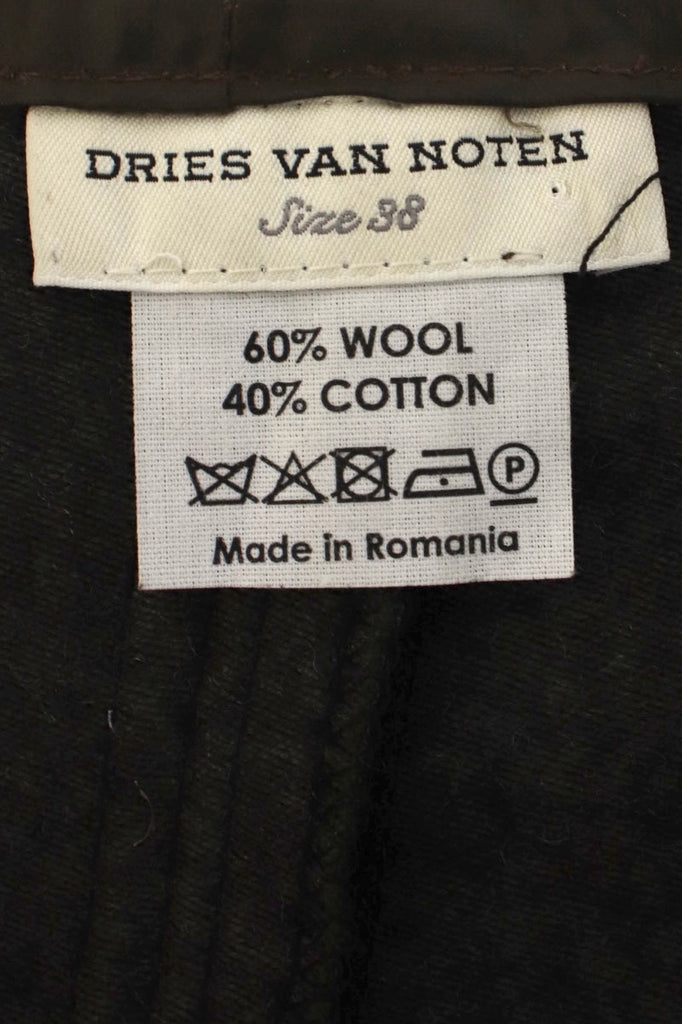 DRIES VAN NOTEN
Size 38
60% WOOL
40% COTTON
P
Made in Romania